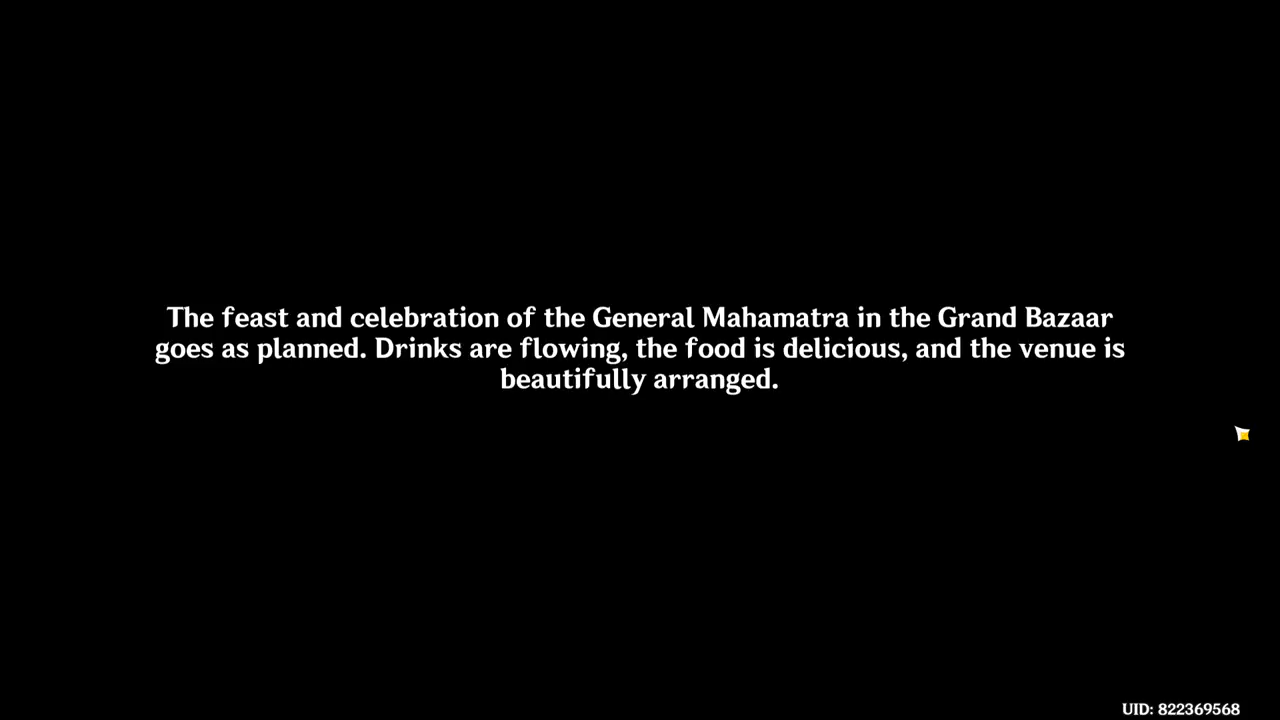 The feast and celebration of the General Mahamatra in the Grand Bazaar
goes as planned. Drinks are flowing, the food is delicious, and the venue is
beautifully arranged.
UID: 822369568